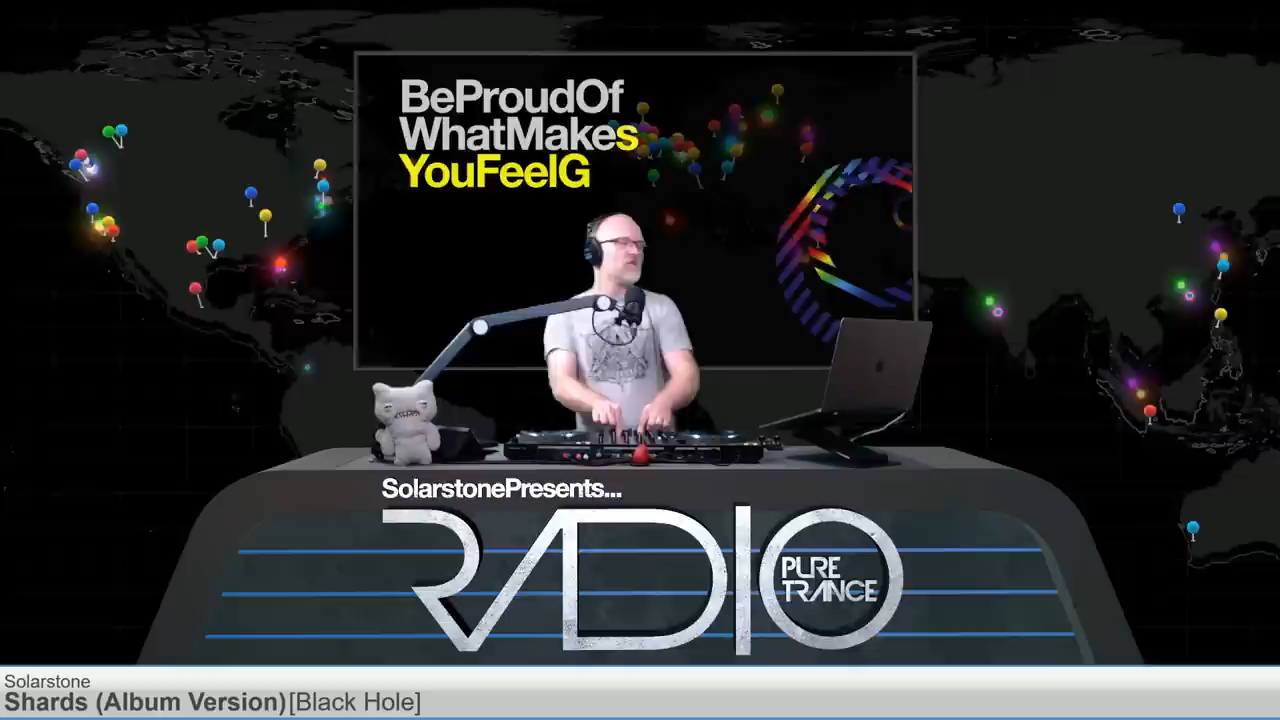 BeProudOf
WhatMakes
YouFeelG
SolarstonePresents...
RADIO
PURE
TRANCE
Solarstone
Shards (Album Version)[Black Hole]